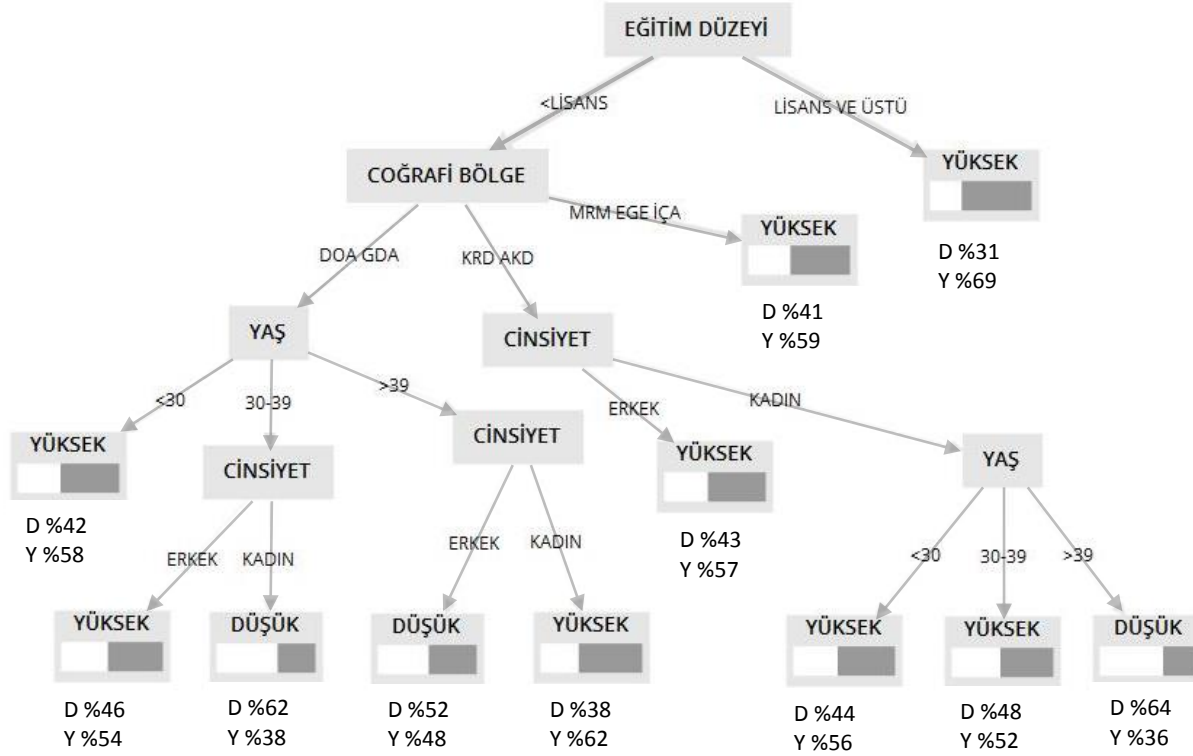 EĞİTİM DÜZEYİ
<LİSANS
LİSANS VE ÜSTÜ
COĞRAFİ BÖLGE
YÜKSEK
D %31
Y %69
MRM EGE İÇA
YÜKSEK
D %41
Y %59
DOA GDA
KRD AKD
YAŞ
CİNSİYET
<30
30-39
>39
ERKEK
KADIN
YÜKSEK
D %42
Y %58
CİNSİYET
CİNSİYET
YÜKSEK
D %43
Y %57
YAŞ
ERKEK
KADIN
ERKEK
KADIN
<30
30-39
>39
YÜKSEK
D %46
Y %54
DÜŞÜK
D %62
Y %38
DÜŞÜK
D %52
Y %48
YÜKSEK
D %38
Y %62
YÜKSEK
D %44
Y %56
YÜKSEK
D %48
Y %52
DÜŞÜK
D %64
Y %36